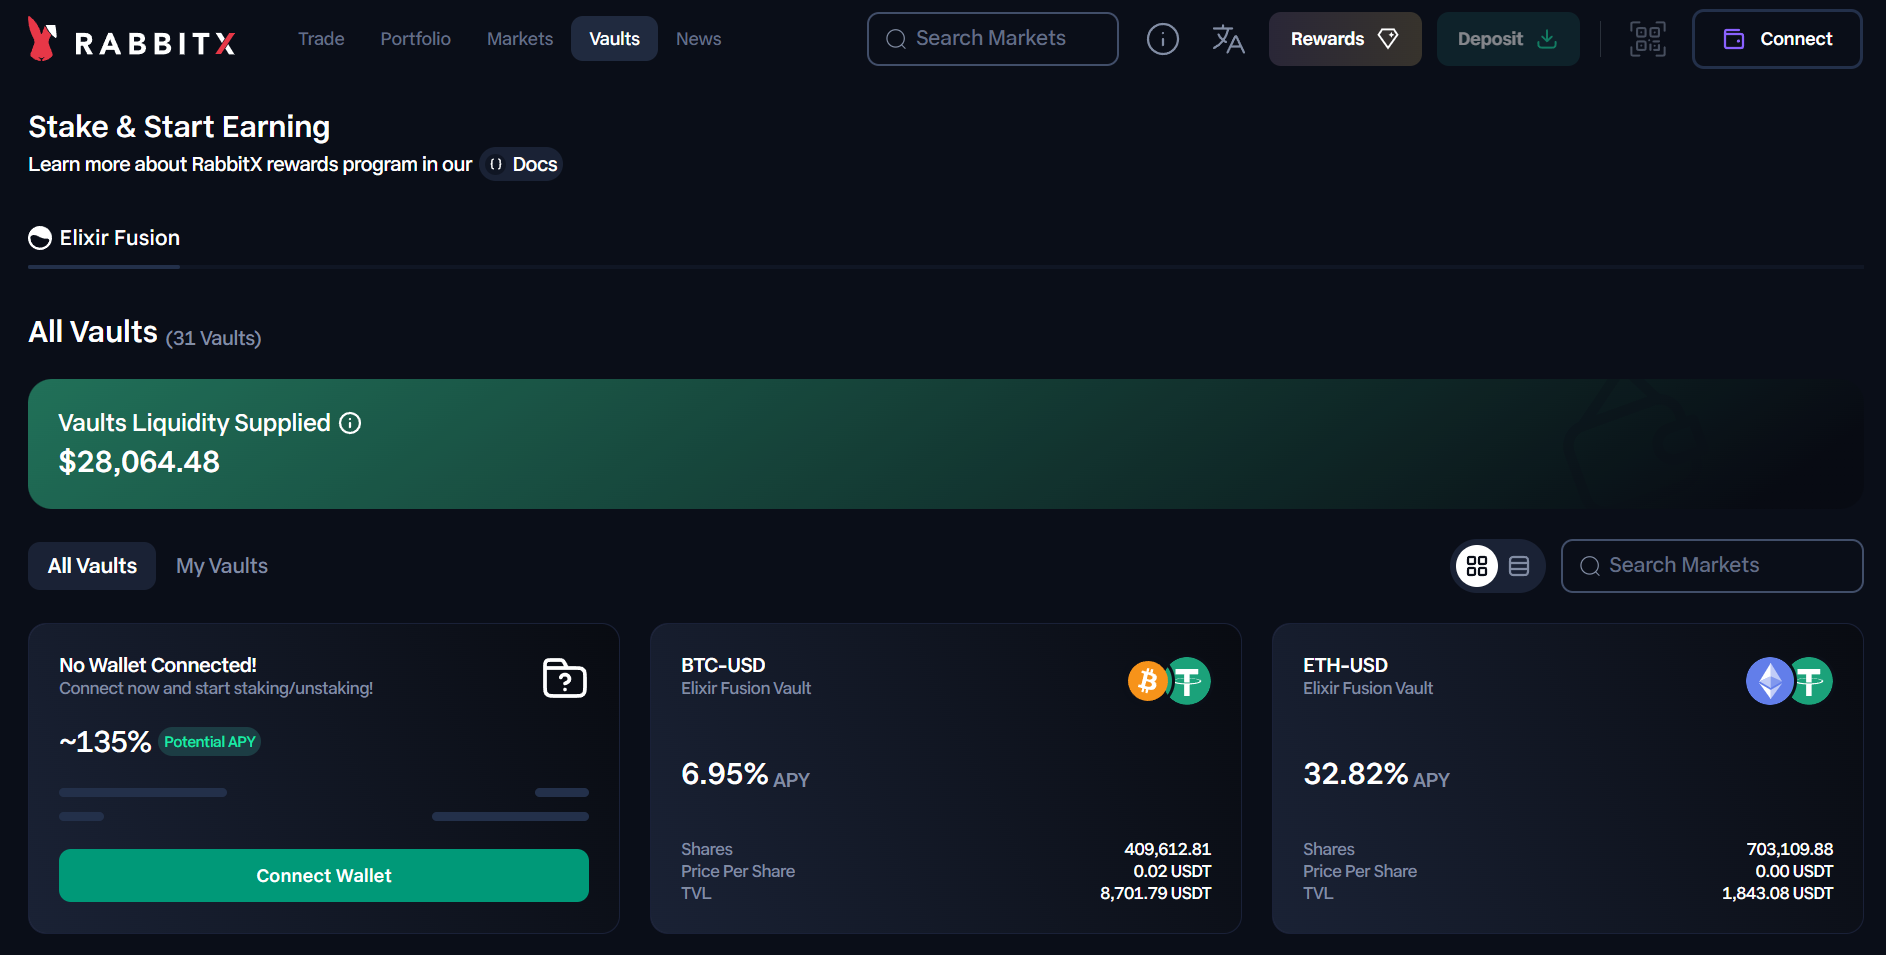 RABBITX
Trade
Portfolio
Markets
Vaults
News
Search Markets
Rewards
Deposit
Connect
Stake & Start Earning
Learn more about RabbitX rewards program in our Docs
Elixir Fusion
All Vaults (31 Vaults)
Vaults Liquidity Supplied
$28,064.48
All Vaults
My Vaults
Search Markets
No Wallet Connected!
Connect now and start staking/unstaking!
~135% Potential APY
Connect Wallet
BTC-USD
Elixir Fusion Vault
6.95% APY
Shares 409,612.81
Price Per Share 0.02 USDT
TVL 8,701.79 USDT
ETH-USD
Elixir Fusion Vault
32.82% APY
Shares 703,109.88
Price Per Share 0.00 USDT
TVL 1,843.08 USDT